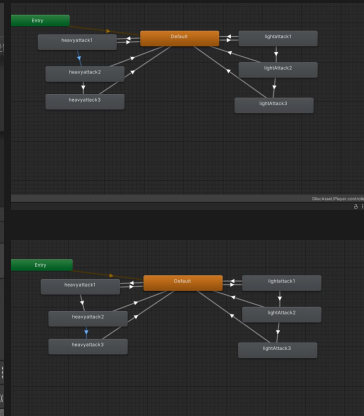 Entry
heavyattack1
Default
lightattack1
heavyattack2
lightAttack2
heavyattack3
lightAttack3
Entry
heavyattack1
Default
lightattack1
heavyattack2
lightAttack2
heavyattack3
lightAttack3